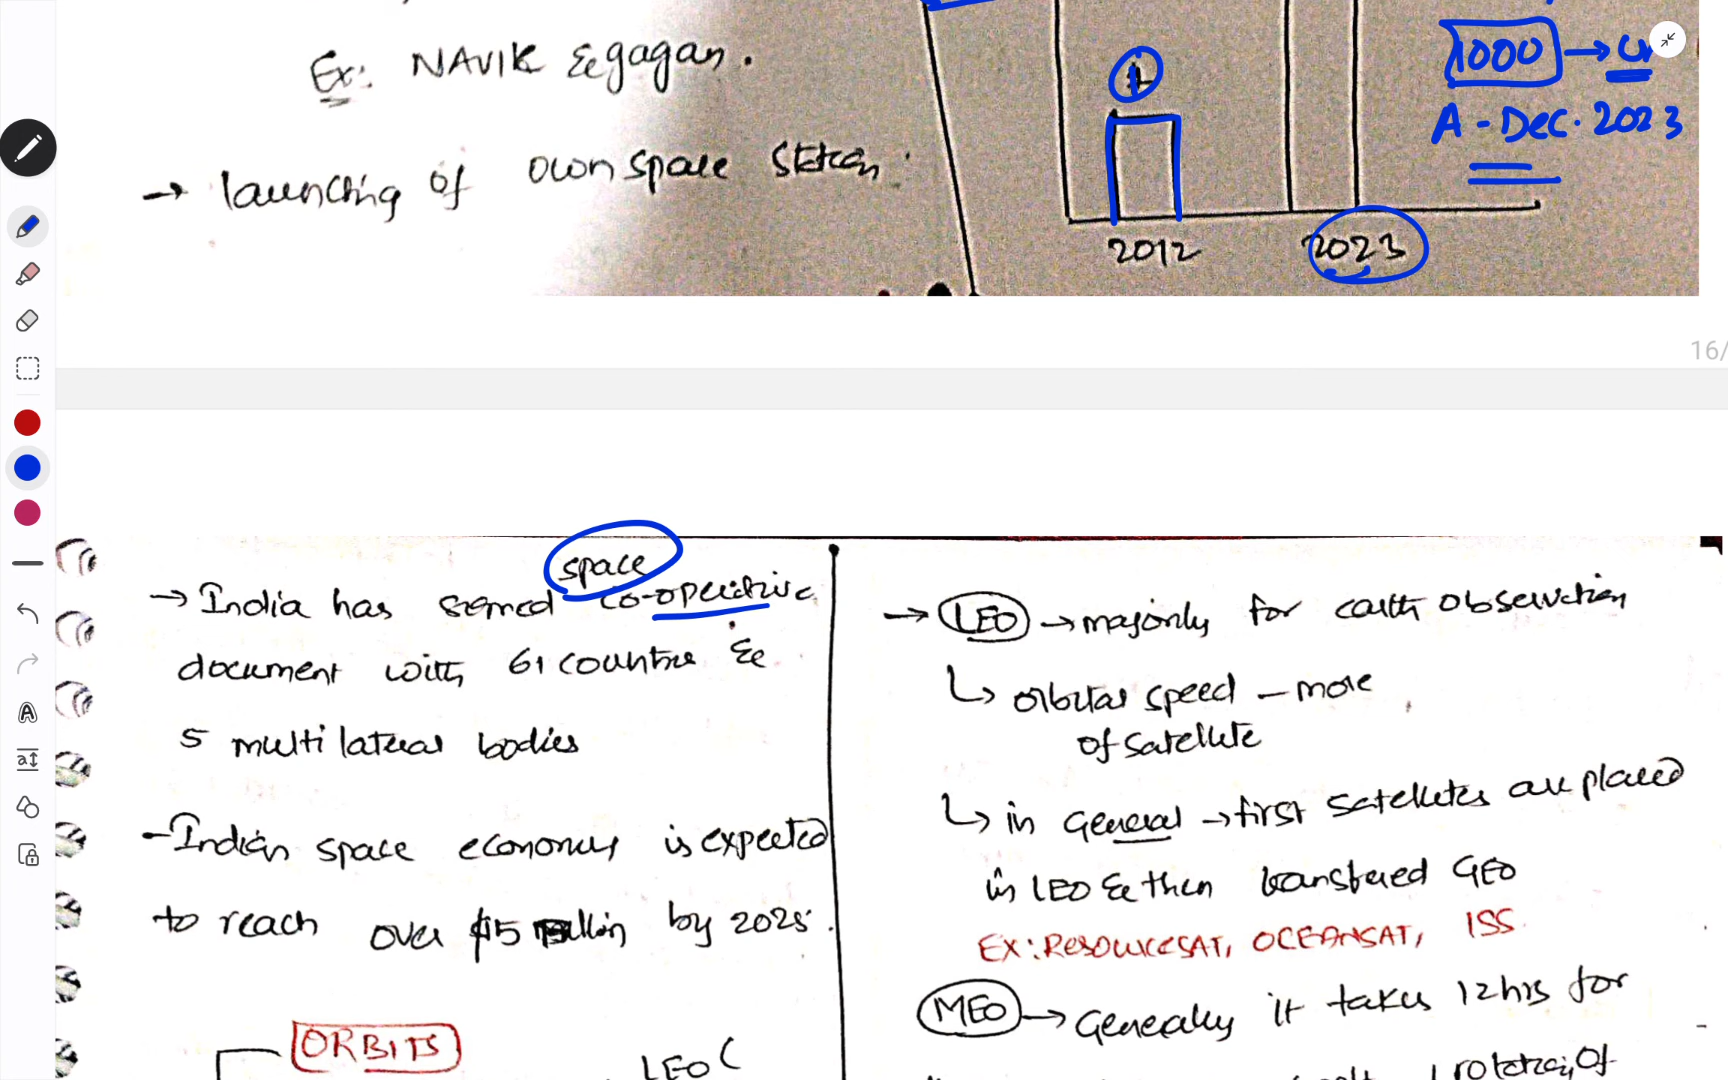 Ex: NAVIK & gagan.
→ launching of own space station.
1
2012
2023
1000 →
A - Dec. 2023
16/
space
→ India has signed co-operative
document with 61 countries &
5 multilateral bodies
- Indian space economy is expected
to reach over $15 Billion by 2025.
ORBITS
LEO (
→ LEO → majorly for earth observation
↳ orbital speed – more
of satellite
↳ in general → first satellites are placed
in LEO & then transfered GEO
EX: RESOURCESAT, OCEANSAT, ISS.
MEO → Generally it takes 12hrs for
rotation of